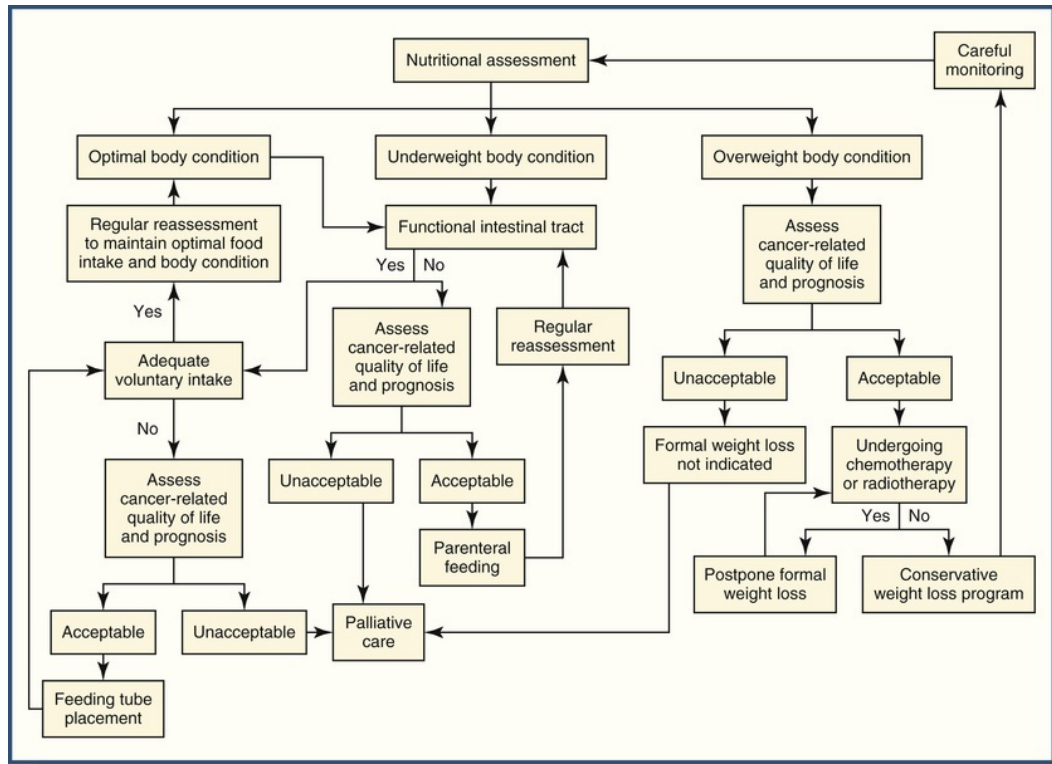 Nutritional assessment
Careful
monitoring
Optimal body condition
Underweight body condition
Overweight body condition
Regular reassessment
to maintain optimal food
intake and body condition
Functional intestinal tract
Assess
cancer-related
quality of life
and prognosis
Yes
No
Yes
Adequate
voluntary intake
Assess
cancer-related
quality of life
and prognosis
Regular
reassessment
Unacceptable
Acceptable
No
Formal weight loss
not indicated
Undergoing
chemotherapy
or radiotherapy
Assess
cancer-related
quality of life
and prognosis
Unacceptable
Acceptable
Yes
No
Parenteral
feeding
Postpone formal
weight loss
Conservative
weight loss program
Acceptable
Unacceptable
Palliative
care
Feeding tube
placement